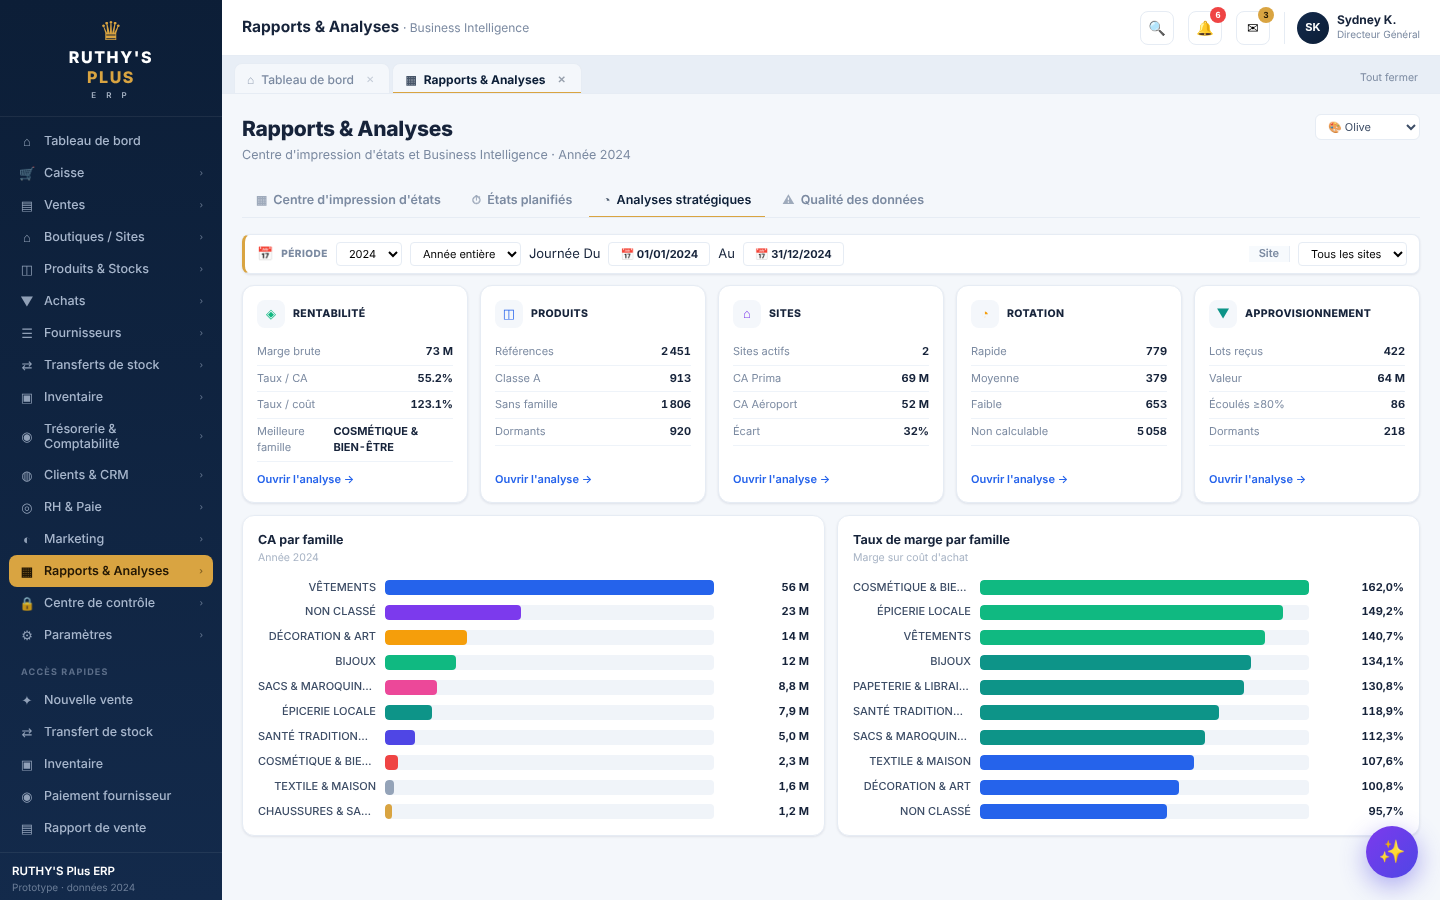 RUTHY'S
PLUS
ERP
Tableau de bord
Caisse
Ventes
Boutiques / Sites
Produits & Stocks
Achats
Fournisseurs
Transferts de stock
Inventaire
Trésorerie &
Comptabilité
Clients & CRM
RH & Paie
Marketing
Rapports & Analyses
Centre de contrôle
Paramètres
ACCÈS RAPIDES
Nouvelle vente
Transfert de stock
Inventaire
Paiement fournisseur
Rapport de vente
RUTHY'S Plus ERP
Prototype · données 2024
Rapports & Analyses · Business Intelligence
6
3
SK
Sydney K.
Directeur Général
Tableau de bord ×
Rapports & Analyses ×
Tout fermer
Rapports & Analyses
Olive
Centre d'impression d'états et Business Intelligence · Année 2024
Centre d'impression d'états
États planifiés
Analyses stratégiques
Qualité des données
PÉRIODE 2024 Année entière Journée Du 01/01/2024 Au 31/12/2024 Site Tous les sites
RENTABILITÉ
Marge brute 73 M
Taux / CA 55.2%
Taux / coût 123.1%
Meilleure COSMÉTIQUE &
famille BIEN-ÊTRE
Ouvrir l'analyse →
PRODUITS
Références 2 451
Classe A 913
Sans famille 1 806
Dormants 920
Ouvrir l'analyse →
SITES
Sites actifs 2
CA Prima 69 M
CA Aéroport 52 M
Écart 32%
Ouvrir l'analyse →
ROTATION
Rapide 779
Moyenne 379
Faible 653
Non calculable 5 058
Ouvrir l'analyse →
APPROVISIONNEMENT
Lots reçus 422
Valeur 64 M
Écoulés ≥80% 86
Dormants 218
Ouvrir l'analyse →
CA par famille
Année 2024
VÊTEMENTS 56 M
NON CLASSÉ 23 M
DÉCORATION & ART 14 M
BIJOUX 12 M
SACS & MAROQUIN... 8,8 M
ÉPICERIE LOCALE 7,9 M
SANTÉ TRADITION... 5,0 M
COSMÉTIQUE & BIE... 2,3 M
TEXTILE & MAISON 1,6 M
CHAUSSURES & SA... 1,2 M
Taux de marge par famille
Marge sur coût d'achat
COSMÉTIQUE & BIE... 162,0%
ÉPICERIE LOCALE 149,2%
VÊTEMENTS 140,7%
BIJOUX 134,1%
PAPETERIE & LIBRAI... 130,8%
SANTÉ TRADITION... 118,9%
SACS & MAROQUIN... 112,3%
TEXTILE & MAISON 107,6%
DÉCORATION & ART 100,8%
NON CLASSÉ 95,7%